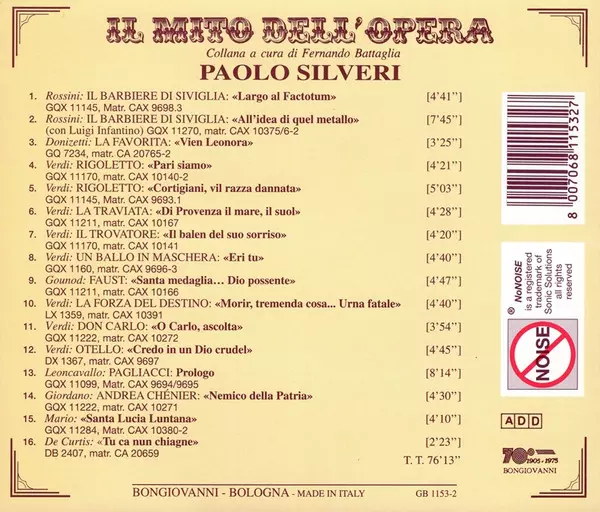 IL MITO DELL'OPERA
Collana a cura di Fernando Battaglia
PAOLO SILVERI
1. Rossini: IL BARBIERE DI SIVIGLIA: «Largo al Factotum» [4'41"]
GQX 11145, Matr. CAX 9698.3
2. Rossini: IL BARBIERE DI SIVIGLIA: «All'idea di quel metallo» [7'45"]
(con Luigi Infantino) GQX 11270, matr. CAX 10375/6-2
3. Donizetti: LA FAVORITA: «Vien Leonora» [3'25"]
GQ 7234, matr. CA 20765-2
4. Verdi: RIGOLETTO: «Pari siamo» [4'21"]
GQX 11170, matr. CAX 10140-2
5. Verdi: RIGOLETTO: «Cortigiani, vil razza dannata» [5'03"]
GQX 11145, Matr. CAX 9693.1
6. Verdi: LA TRAVIATA: «Di Provenza il mare, il suol» [4'28"]
GQX 11211, matr. CAX 10167
7. Verdi: IL TROVATORE: «Il balen del suo sorriso» [4'20"]
GQX 11170, matr. CAX 10141
8. Verdi: UN BALLO IN MASCHERA: «Eri tu» [4'40"]
GQX 1160, matr. CAX 9696-3
9. Gounod: FAUST: «Santa medaglia... Dio possente» [4'47"]
GQX 11211, matr. CAX 10166
10. Verdi: LA FORZA DEL DESTINO: «Morir, tremenda cosa... Urna fatale» [4'40"]
LX 1359, matr. CAX 10391
11. Verdi: DON CARLO: «O Carlo, ascolta» [3'54"]
GQX 11222, matr. CAX 10272
12. Verdi: OTELLO: «Credo in un Dio crudel» [4'45"]
DX 1367, matr. CAX 9697
13. Leoncavallo: PAGLIACCI: Prologo [8'14"]
GQX 11099, Matr. CAX 9694/9695
14. Giordano: ANDREA CHÉNIER: «Nemico della Patria» [4'30"]
GQX 11222, matr. CAX 10271
15. Mario: «Santa Lucia Luntana» [4'10"]
GQX 11284, matr. CAX 10380-2
16. De Curtis: «Tu ca nun chiagne» [2'23"]
DB 2407, matr. CA 20659
T. T. 76'13"
BONGIOVANNI - BOLOGNA - MADE IN ITALY GB 1153-2
8 007068 115327
® NoNOISE
is a registered
trademark of
Sonic Solutions
all rights
reserved
NOISE
A D D
70°
1905-1975
BONGIOVANNI